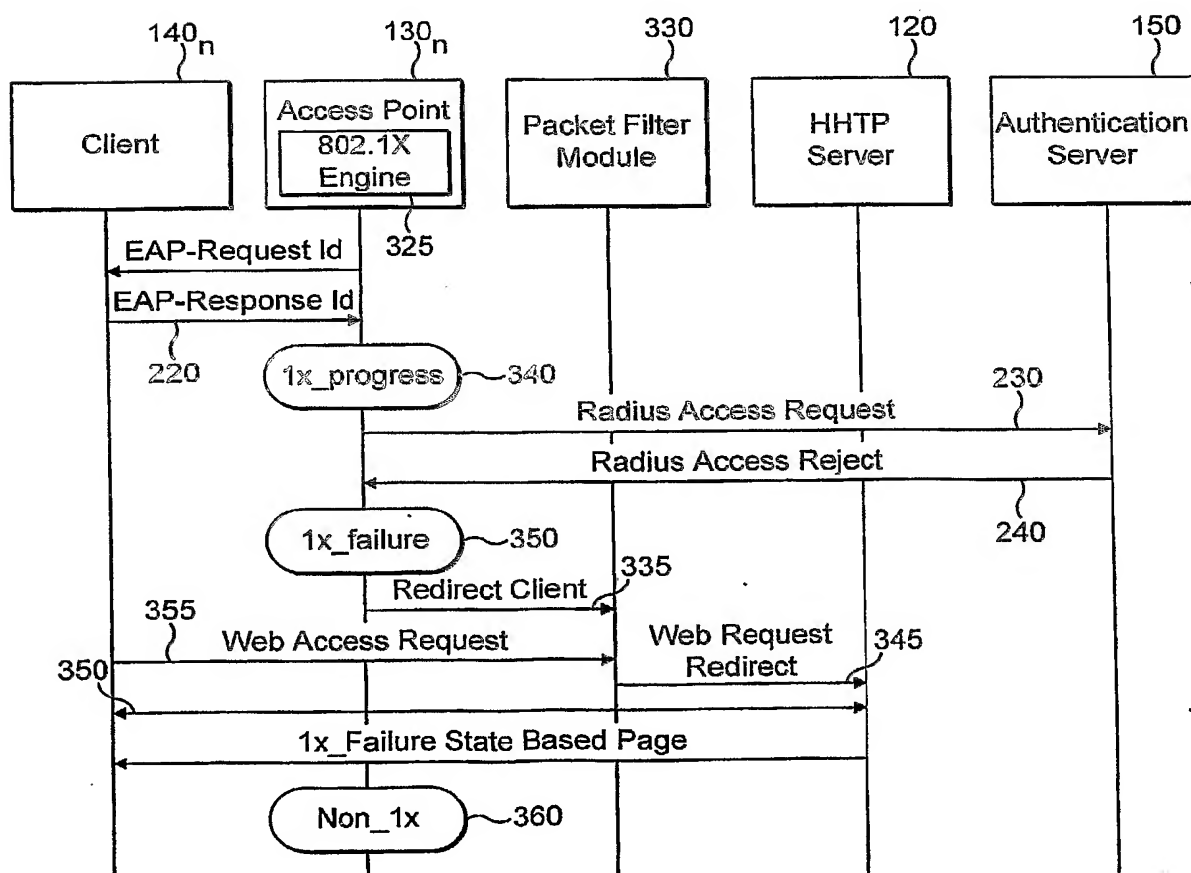 140n
130n
330
120
150
Client
Access Point
802.1X
Engine
Packet Filter
Module
HHTP
Server
Authentication
Server
325
EAP-Request Id
EAP-Response Id
220
1x_progress
340
230
Radius Access Request
Radius Access Reject
240
1x_failure
350
335
Redirect Client
355
Web Access Request
Web Request
Redirect
345
350
1x_Failure State Based Page
Non_1x
360